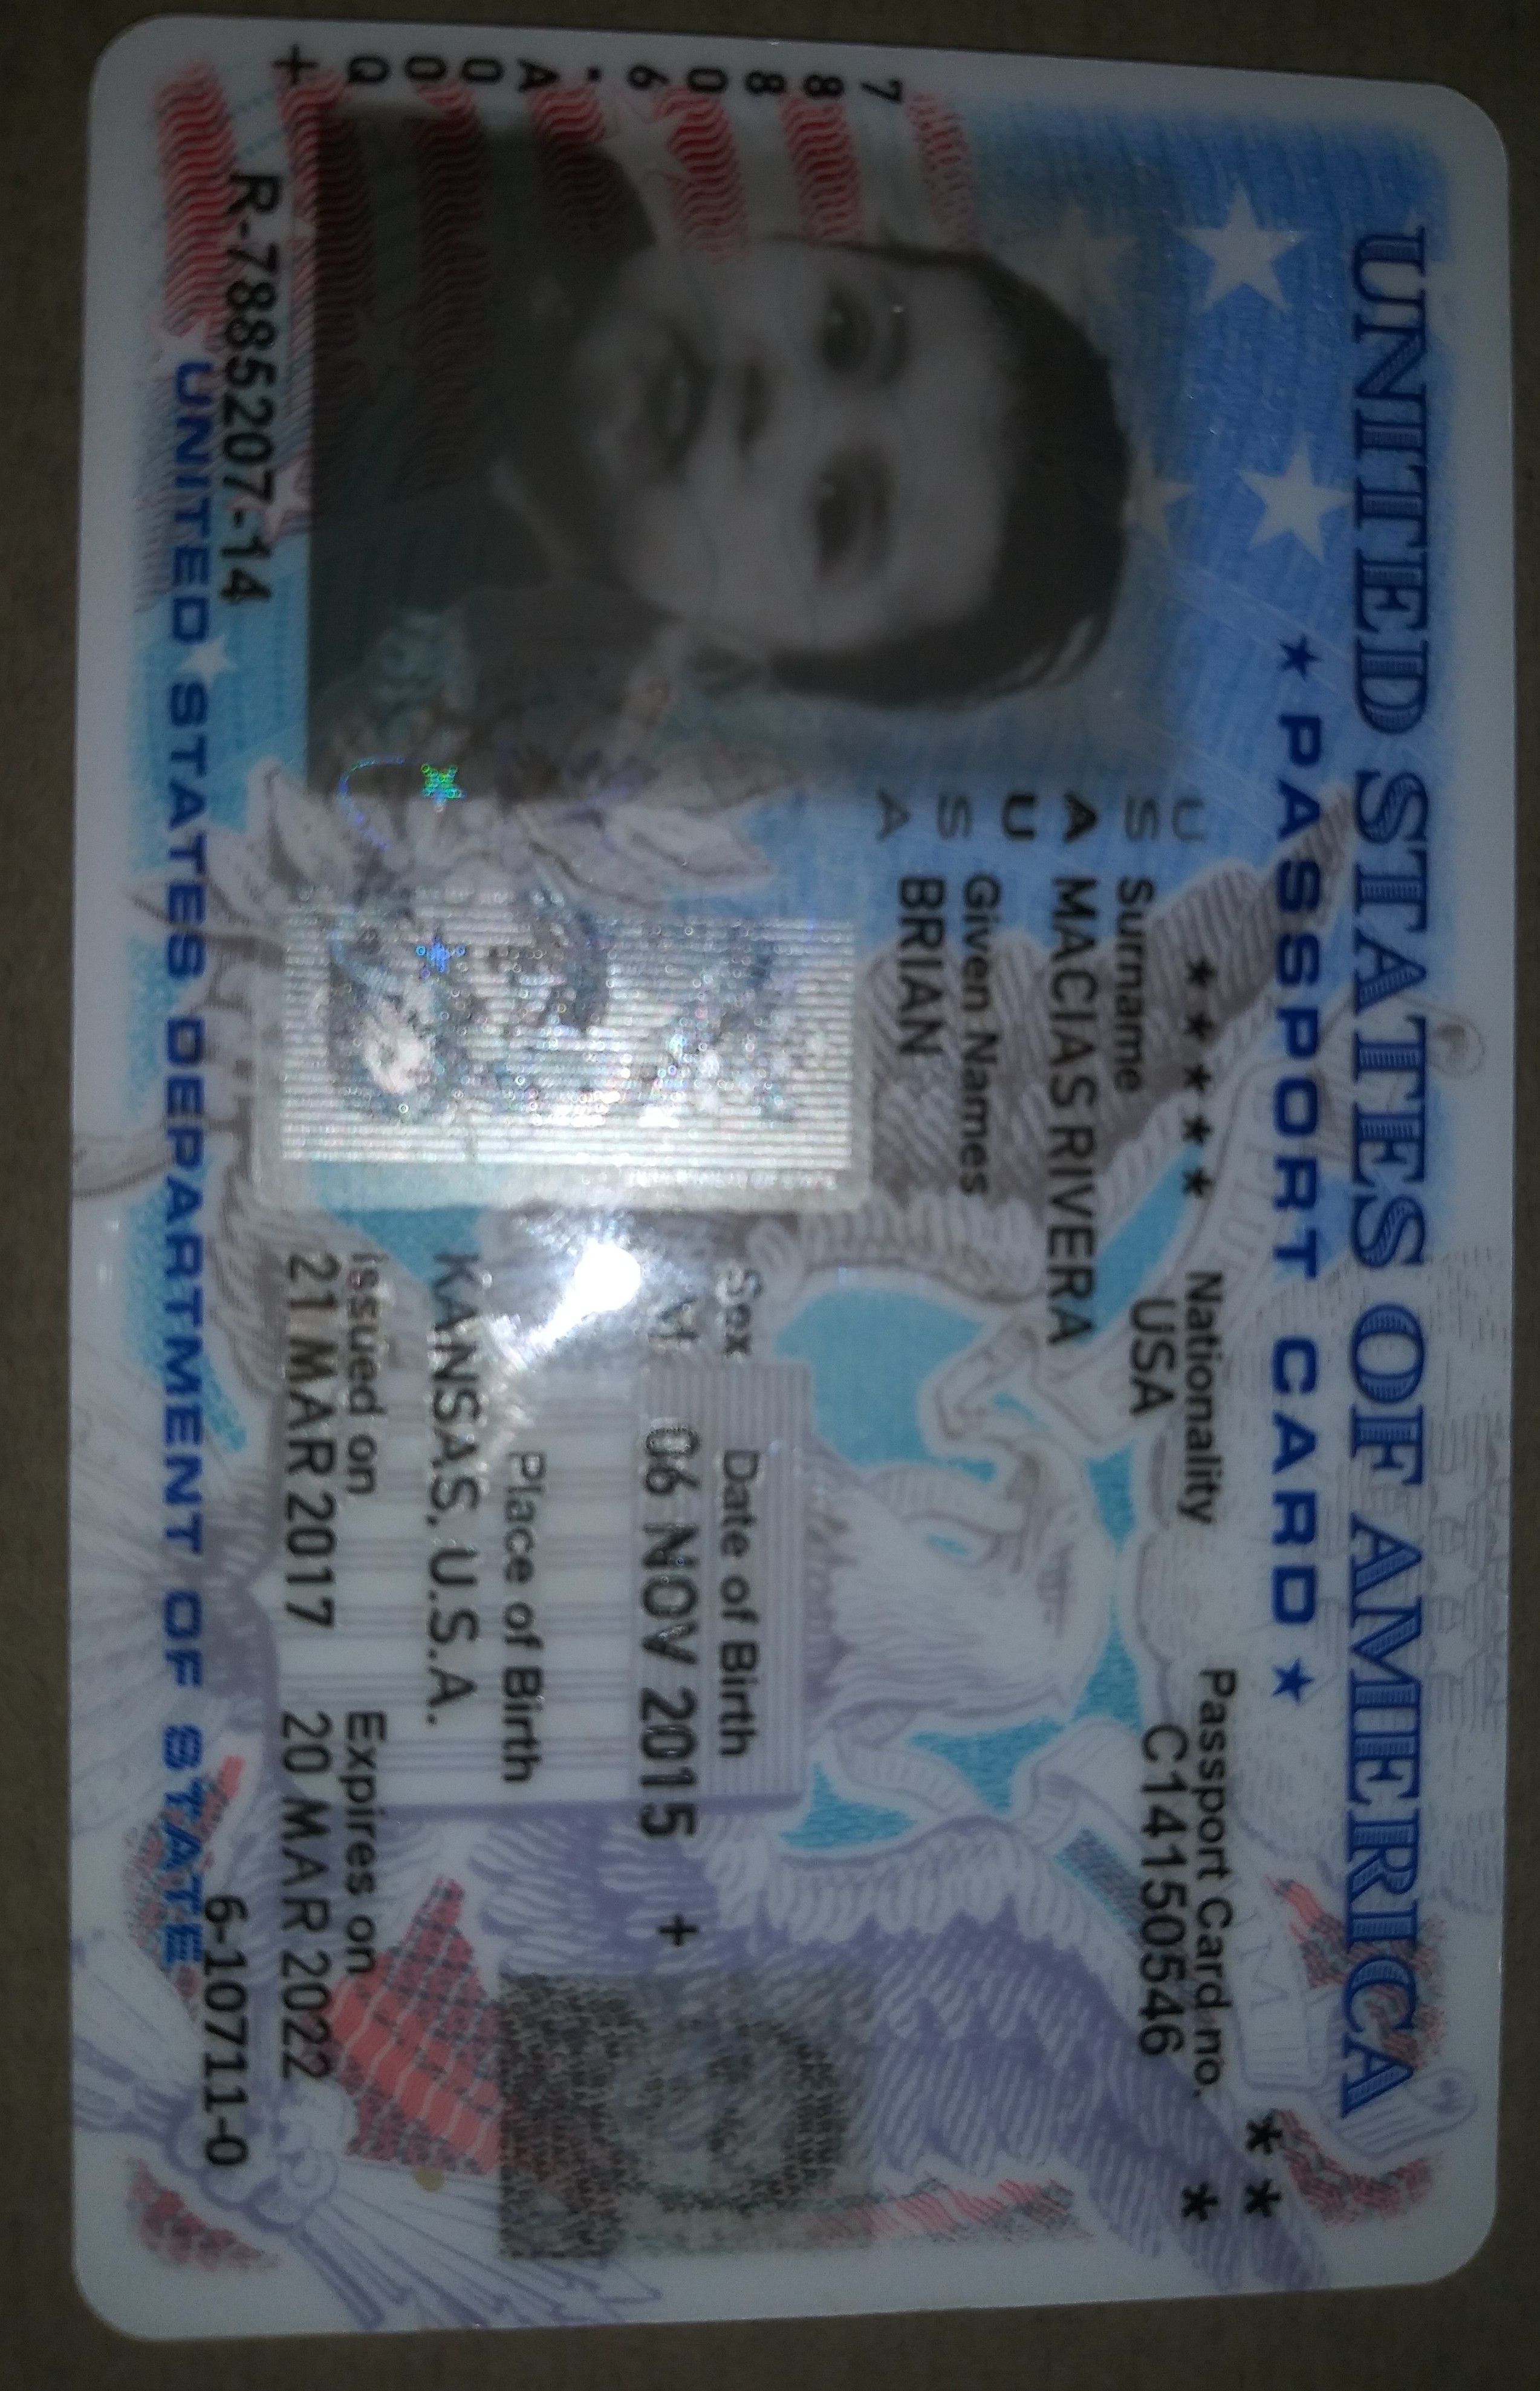 UNITED STATES OF AMERICA
★ PASSPORT CARD ★
★ ★ ★ ★ ★ Nationality Passport Card no.
USA C14150546
U S A U S A
Surname
MACIAS RIVERA
Given Names
BRIAN
Sex Date of Birth
M 06 NOV 2015 +
Place of Birth
KANSAS, U.S.A.
Issued on Expires on
21 MAR 2017 20 MAR 2022
R-7885207-14
6-10711-0
UNITED STATES DEPARTMENT OF STATE